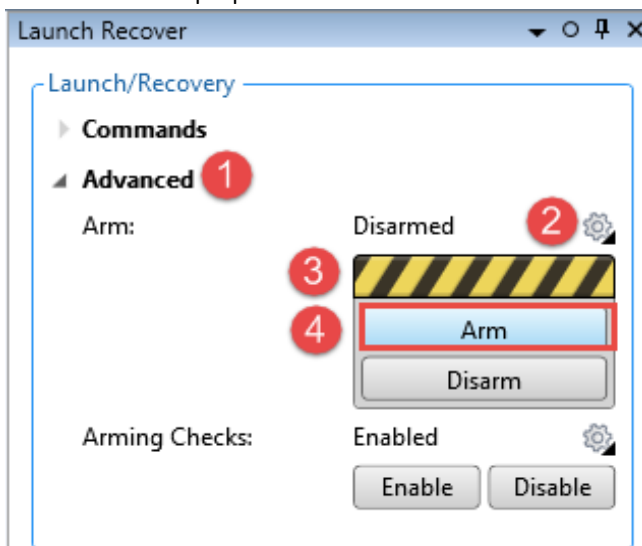 Launch Recover
Launch/Recovery
Commands
Advanced 1
Arm: Disarmed 2
3
4 Arm
Disarm
Arming Checks: Enabled
Enable Disable